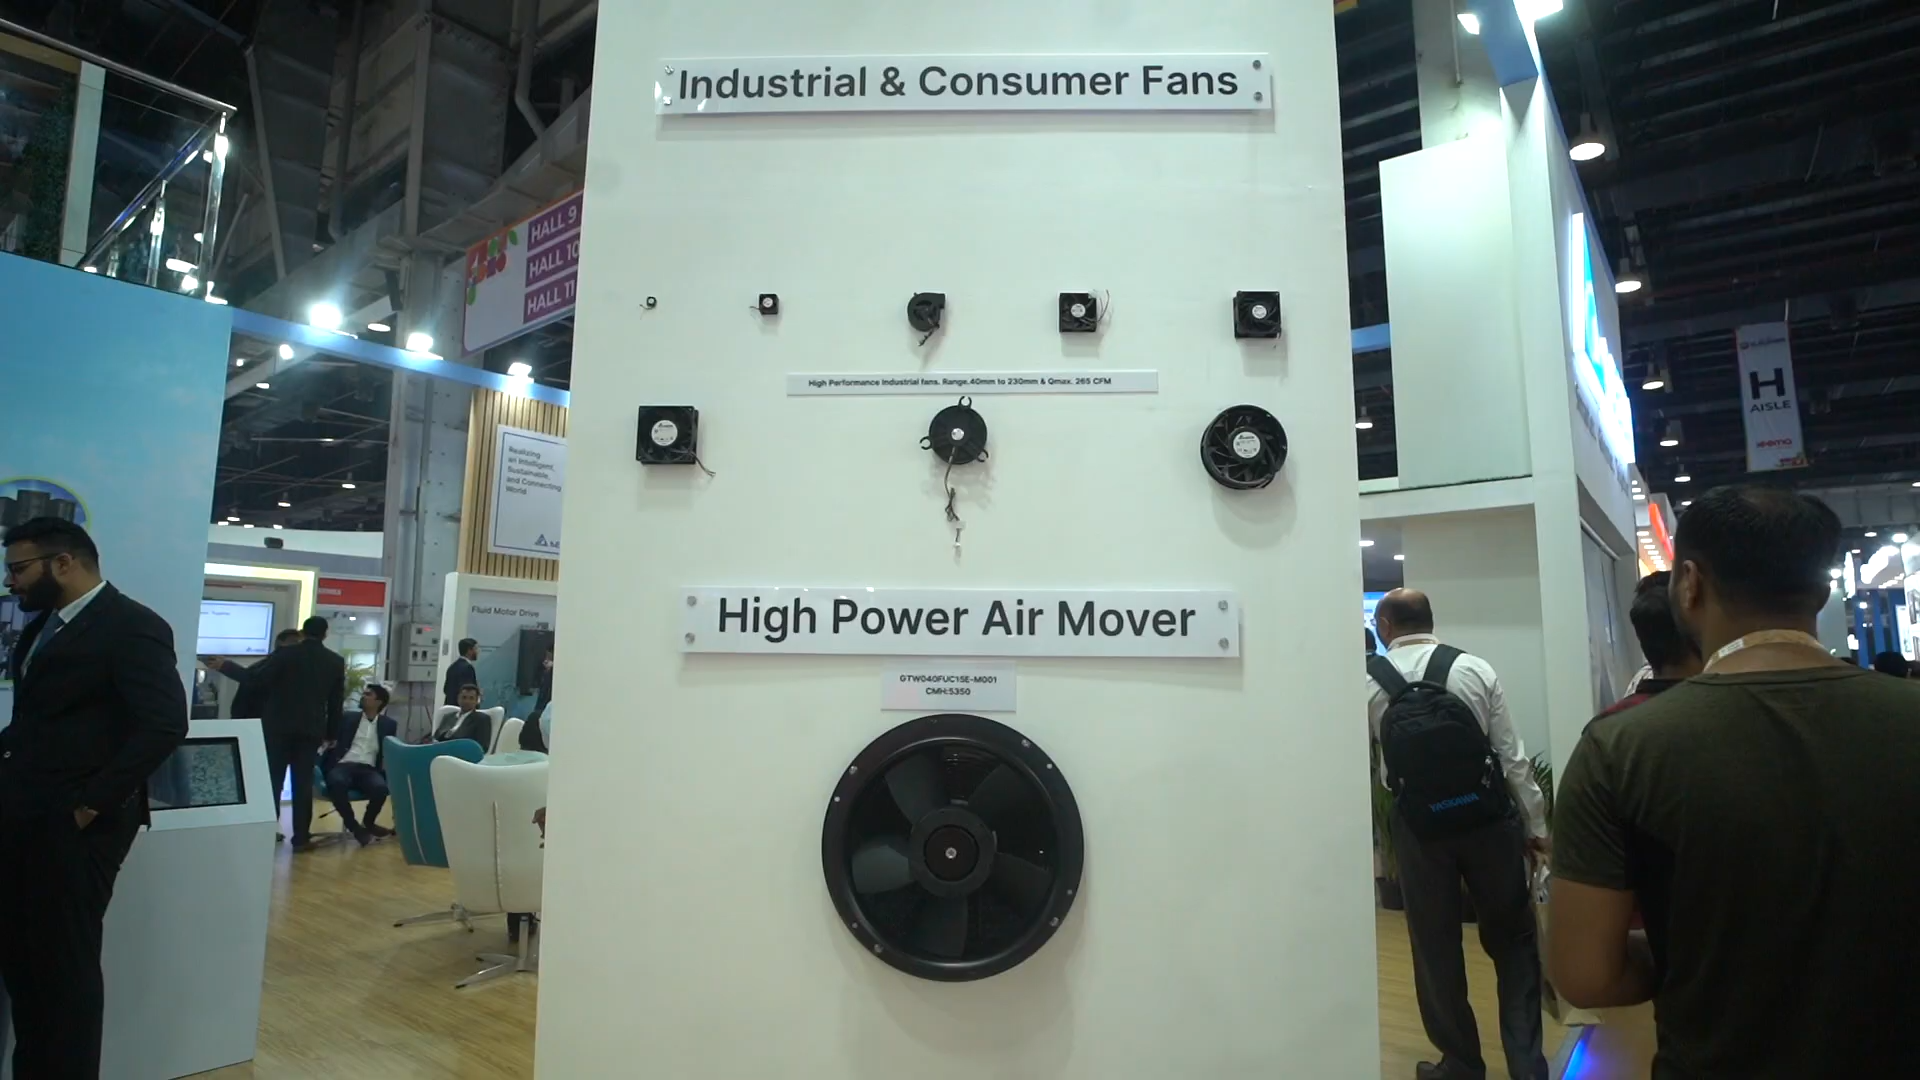 Industrial & Consumer Fans
High Performance Industrial fans. Range.40mm to 230mm & Qmax. 265 CFM
High Power Air Mover
GTW040FUC15E-M001
CMH:5350
HALL 9
HALL 10
HALL 11
Realizing
an Intelligent,
Sustainable,
and Connecting
World
Fluid Motor Drive
H
AISLE
ieema
YASKAWA